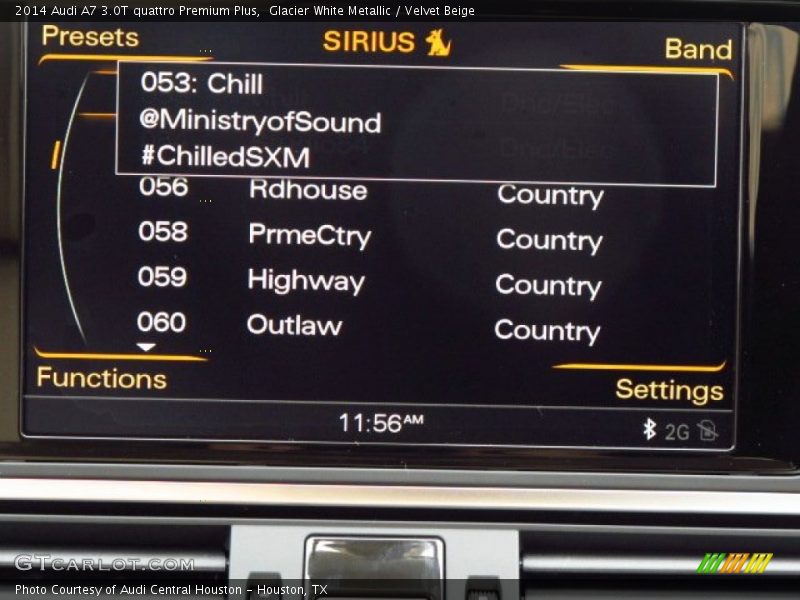 2014 Audi A7 3.0T quattro Premium Plus, Glacier White Metallic / Velvet Beige
Presets SIRIUS Band
053: Chill
@MinistryofSound
#ChilledSXM
056 Rdhouse Country
058 PrmeCtry Country
059 Highway Country
060 Outlaw Country
Functions Settings
11:56AM 2G
GTCARLOT.COM
Photo Courtesy of Audi Central Houston - Houston, TX